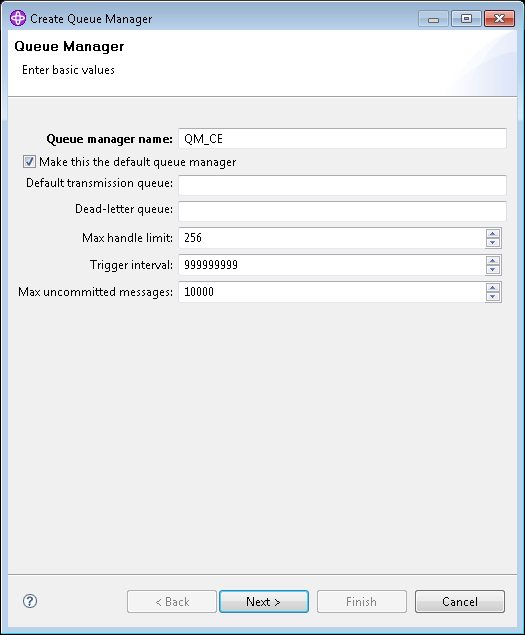 Create Queue Manager
Queue Manager
Enter basic values
Queue manager name: QM_CE
Make this the default queue manager
Default transmission queue:
Dead-letter queue:
Max handle limit: 256
Trigger interval: 999999999
Max uncommitted messages: 10000
? < Back Next > Finish Cancel